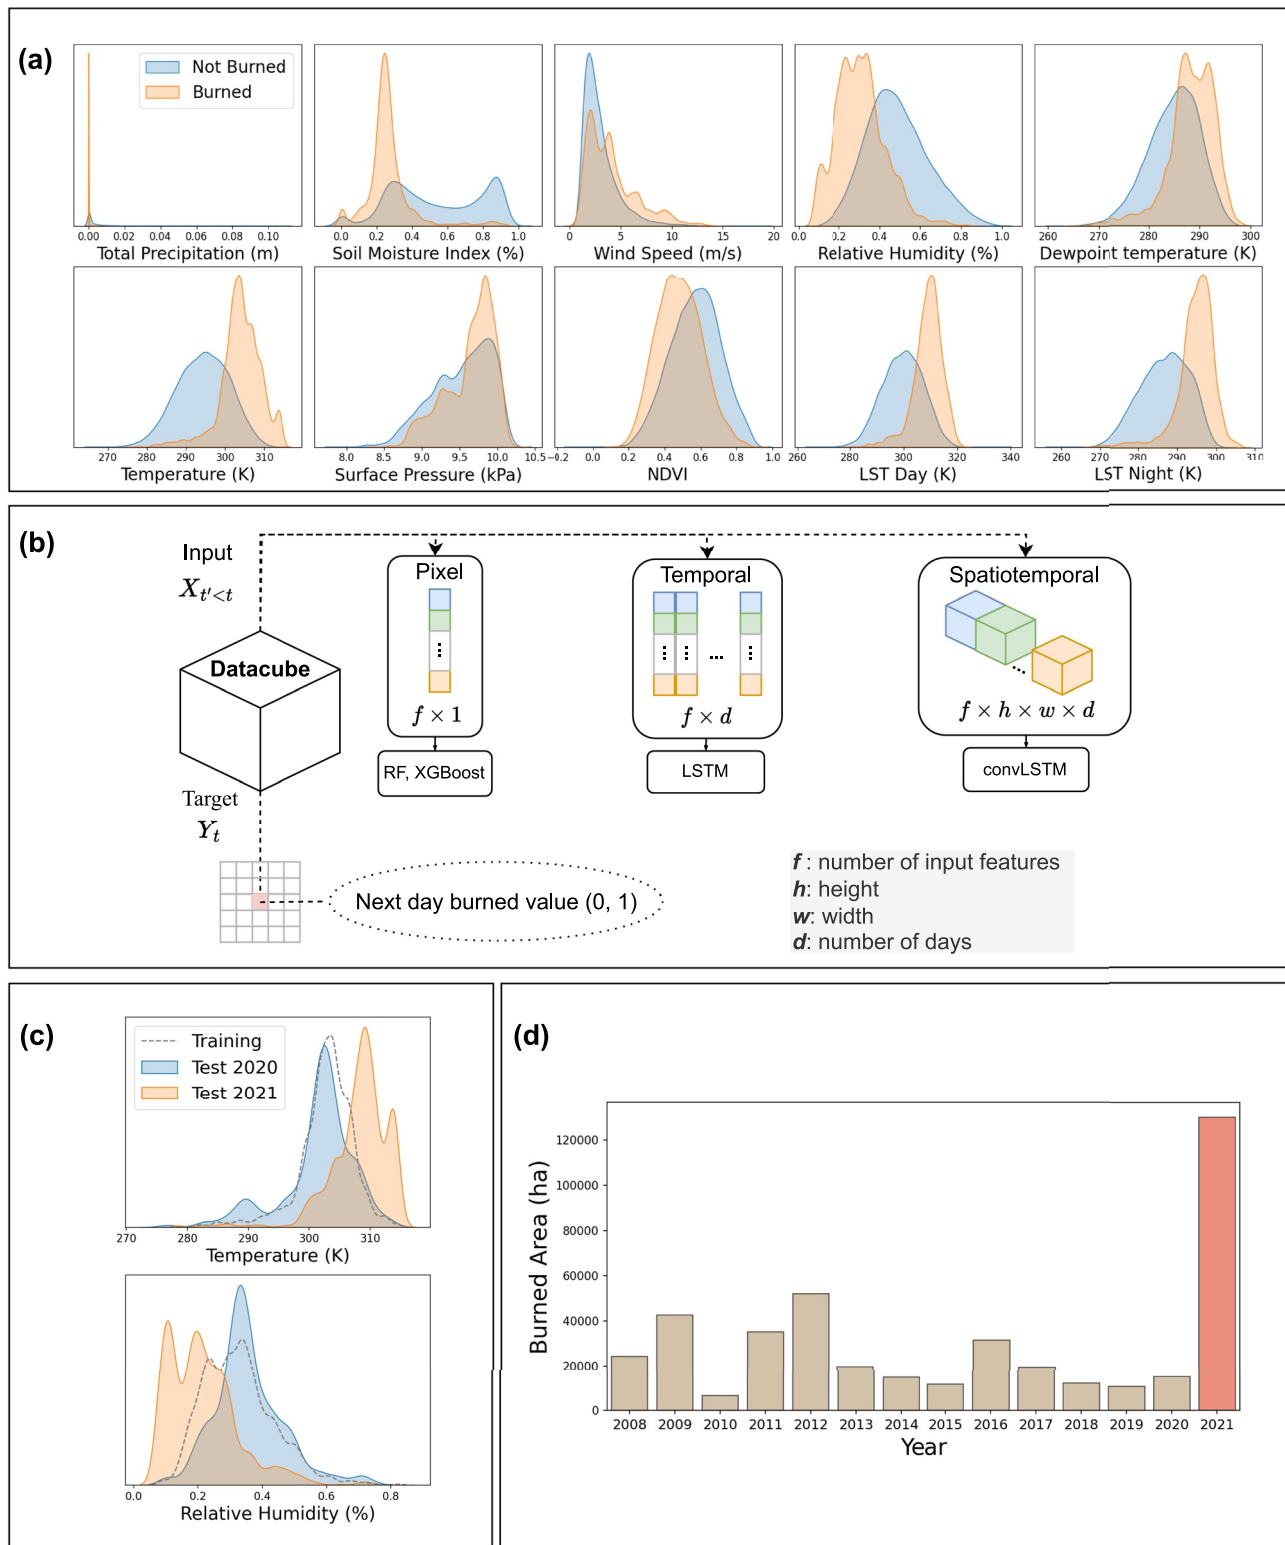 (a)
Not Burned
Burned
0.00 0.02 0.04 0.06 0.08 0.10
Total Precipitation (m)
0.0 0.2 0.4 0.6 0.8 1.0
Soil Moisture Index (%)
0 5 10 15 20
Wind Speed (m/s)
0.0 0.4 0.8 1.0
Relative Humidity (%)
260 270 280 290 300
Dewpoint temperature (K)
270 280 290 300 310
Temperature (K)
8.5 9.0 9.5 10.0 10.5
Surface Pressure (kPa)
−0.2 0.0 0.2 0.4 0.6 0.8 1.0
NDVI
260 280 300 320 340
LST Day (K)
260 270 280 290 300 310
LST Night (K)
(b)
Input
Xt'<t
Datacube
Target
Yt
Next day burned value (0, 1)
Pixel
f × 1
RF, XGBoost
Temporal
...
f × d
LSTM
Spatiotemporal
...
f × h × w × d
convLSTM
f : number of input features
h: height
w: width
d: number of days
(c)
Training
Test 2020
Test 2021
270 280 290 300 310
Temperature (K)
0.0 0.2 0.4 0.6 0.8
Relative Humidity (%)
(d)
Burned Area (ha)
120000
100000
80000
60000
40000
20000
0
2008 2009 2010 2011 2012 2013 2014 2015 2016 2017 2018 2019 2020 2021
Year